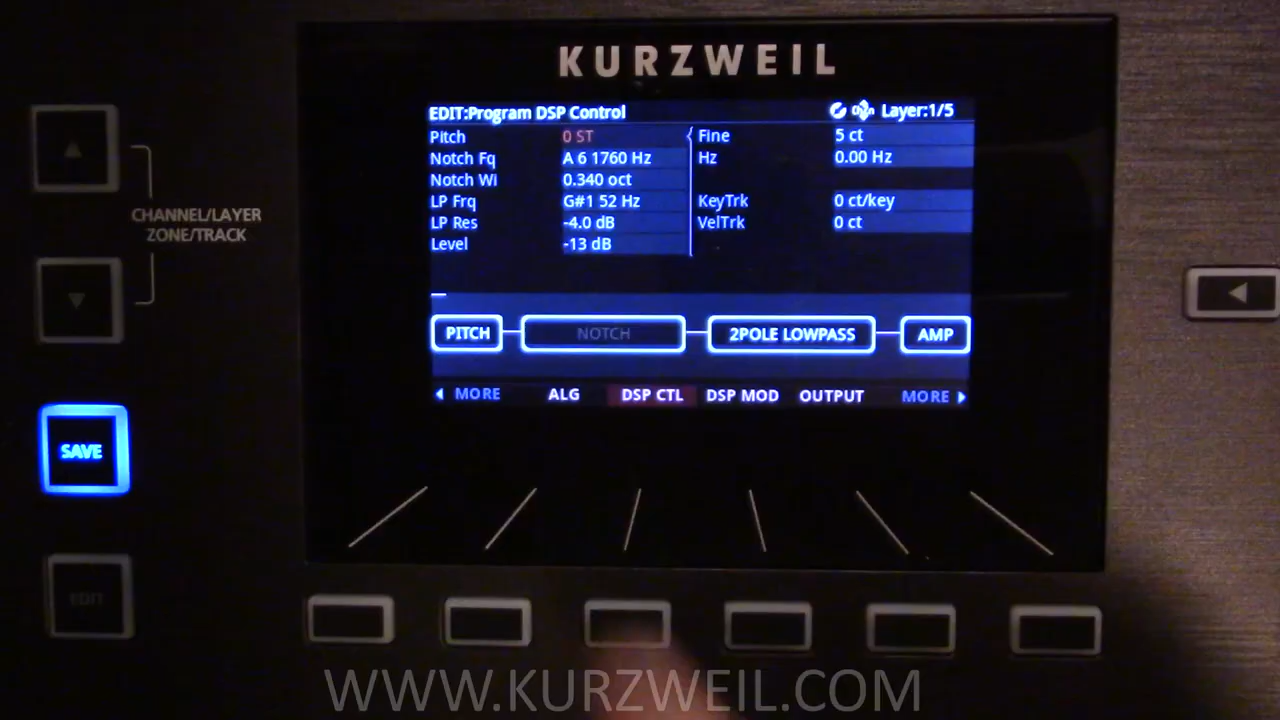 KURZWEIL
EDIT:Program DSP Control Layer:1/5
Pitch 0 ST Fine 5 ct
Notch Fq A 6 1760 Hz Hz 0.00 Hz
Notch Wi 0.340 oct
LP Frq G#1 52 Hz KeyTrk 0 ct/key
LP Res -4.0 dB VelTrk 0 ct
Level -13 dB
PITCH NOTCH 2POLE LOWPASS AMP
MORE ALG DSP CTL DSP MOD OUTPUT MORE
CHANNEL/LAYER
ZONE/TRACK
SAVE
EDIT
WWW.KURZWEIL.COM